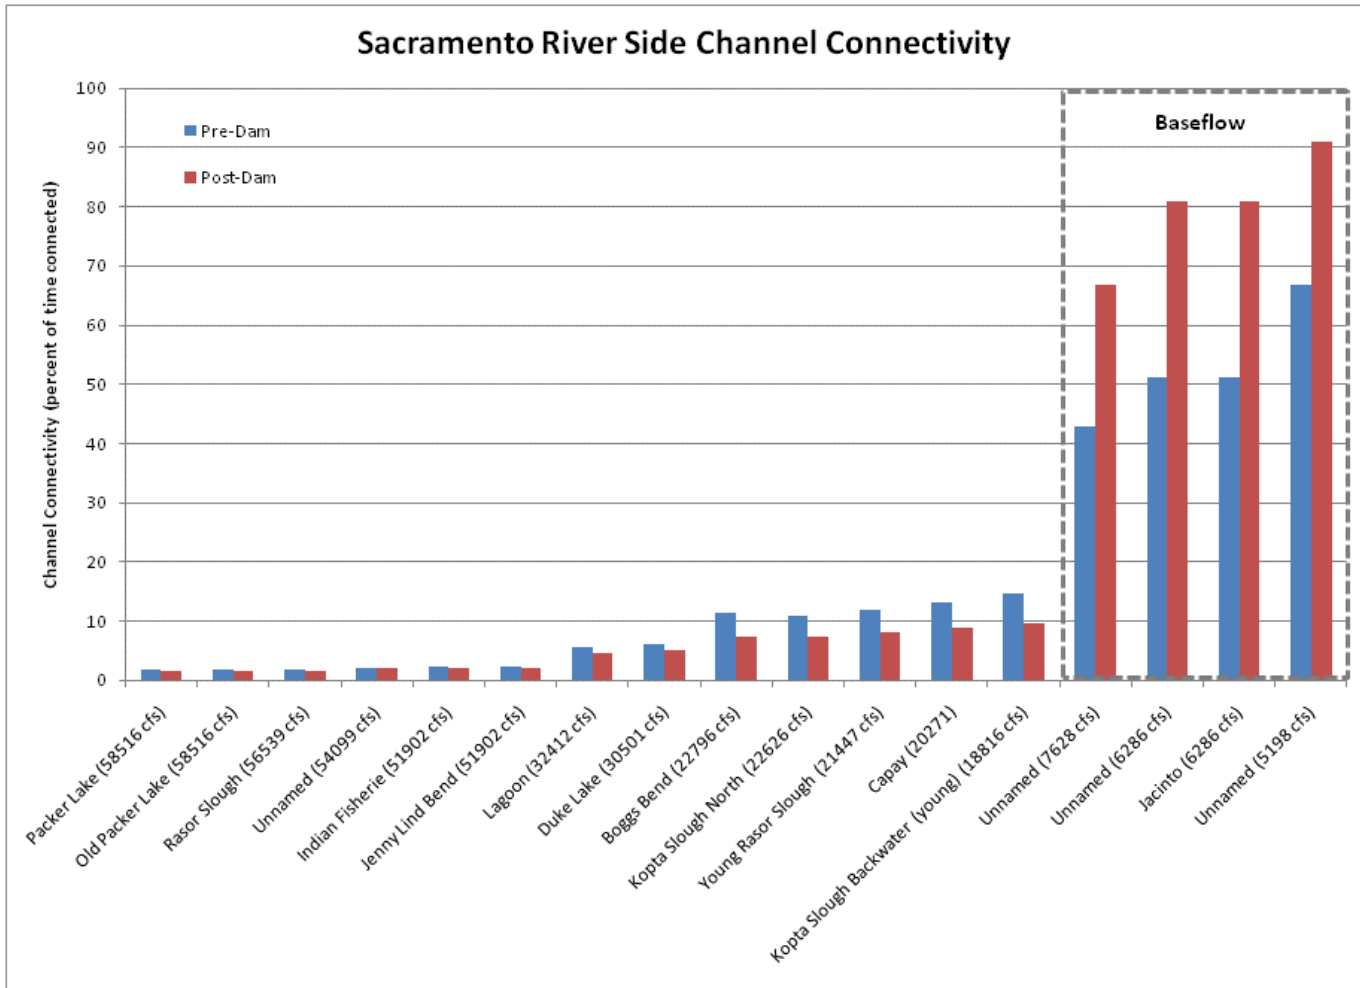 Sacramento River Side Channel Connectivity
Channel Connectivity (percent of time connected)
100
90
80
70
60
50
40
30
20
10
0
Pre-Dam
Post-Dam
Baseflow
Packer Lake (58516 cfs)
Old Packer Lake (58516 cfs)
Rasor Slough (56539 cfs)
Unnamed (54099 cfs)
Indian Fisherie (51902 cfs)
Jenny Lind Bend (51902 cfs)
Lagoon (32412 cfs)
Duke Lake (30501 cfs)
Boggs Bend (22796 cfs)
Kopta Slough North (22626 cfs)
Young Rasor Slough (21447 cfs)
Capay (20271)
Kopta Slough Backwater (young) (18816 cfs)
Unnamed (7628 cfs)
Unnamed (6286 cfs)
Jacinto (6286 cfs)
Unnamed (5198 cfs)